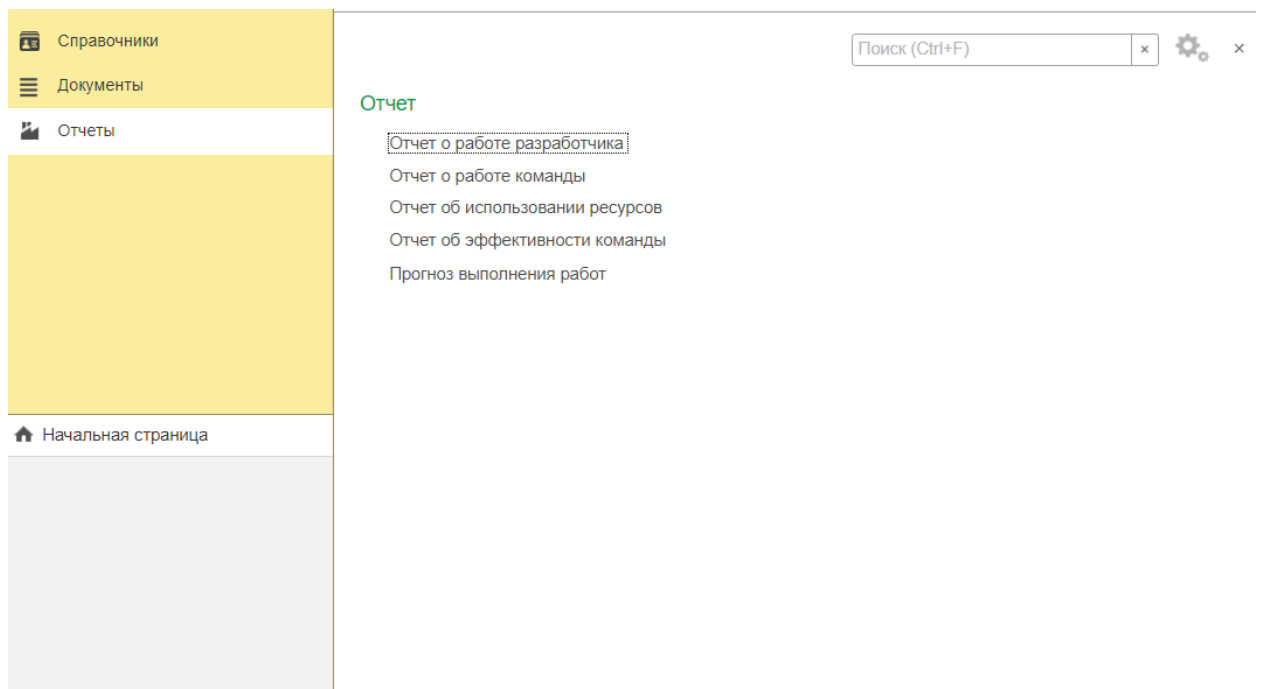 Справочники
Документы
Отчеты
Начальная страница
Поиск (Ctrl+F)
Отчет
Отчет о работе разработчика
Отчет о работе команды
Отчет об использовании ресурсов
Отчет об эффективности команды
Прогноз выполнения работ